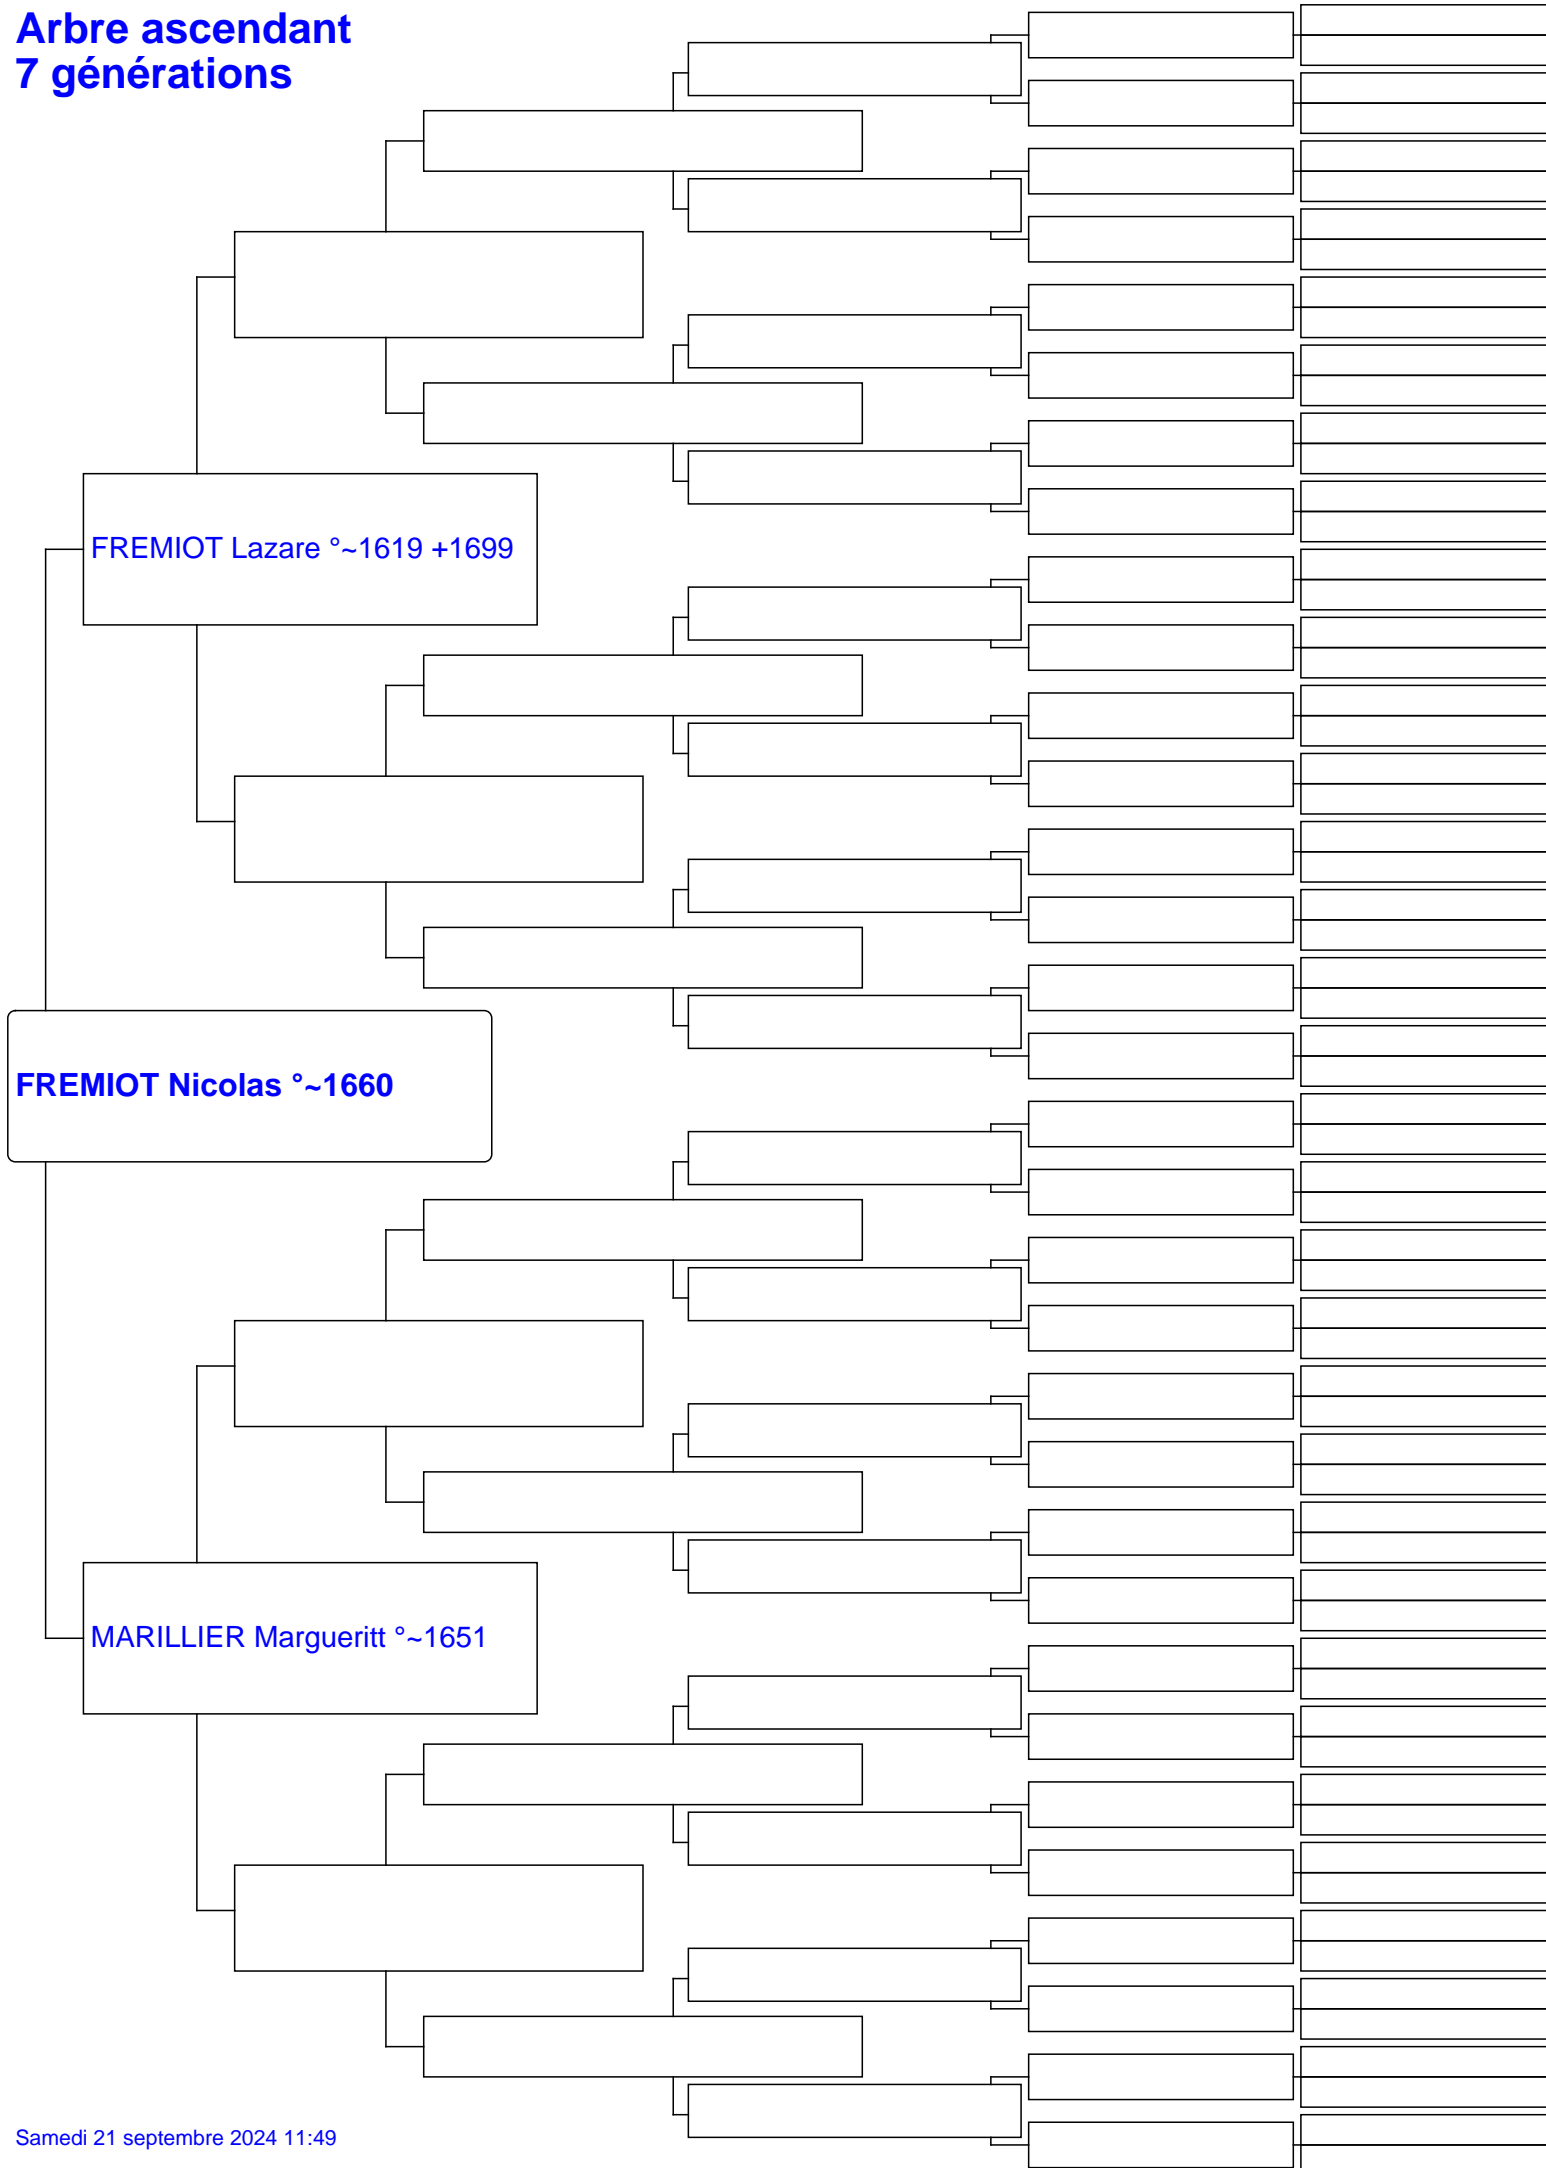 Arbre ascendant
7 générations
FREMIOT Lazare °~1619 +1699
FREMIOT Nicolas °~1660
MARILLIER Margueritt °~1651
Samedi 21 septembre 2024 11:49